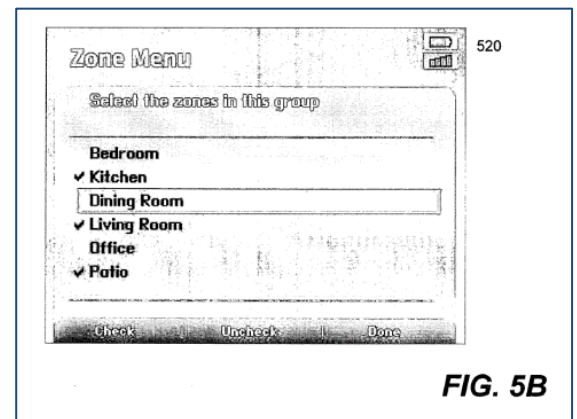 520
Zone Menu
Select the zones in this group
Bedroom
✓ Kitchen
Dining Room
✓ Living Room
Office
✓ Patio
Check Uncheck Done
FIG. 5B